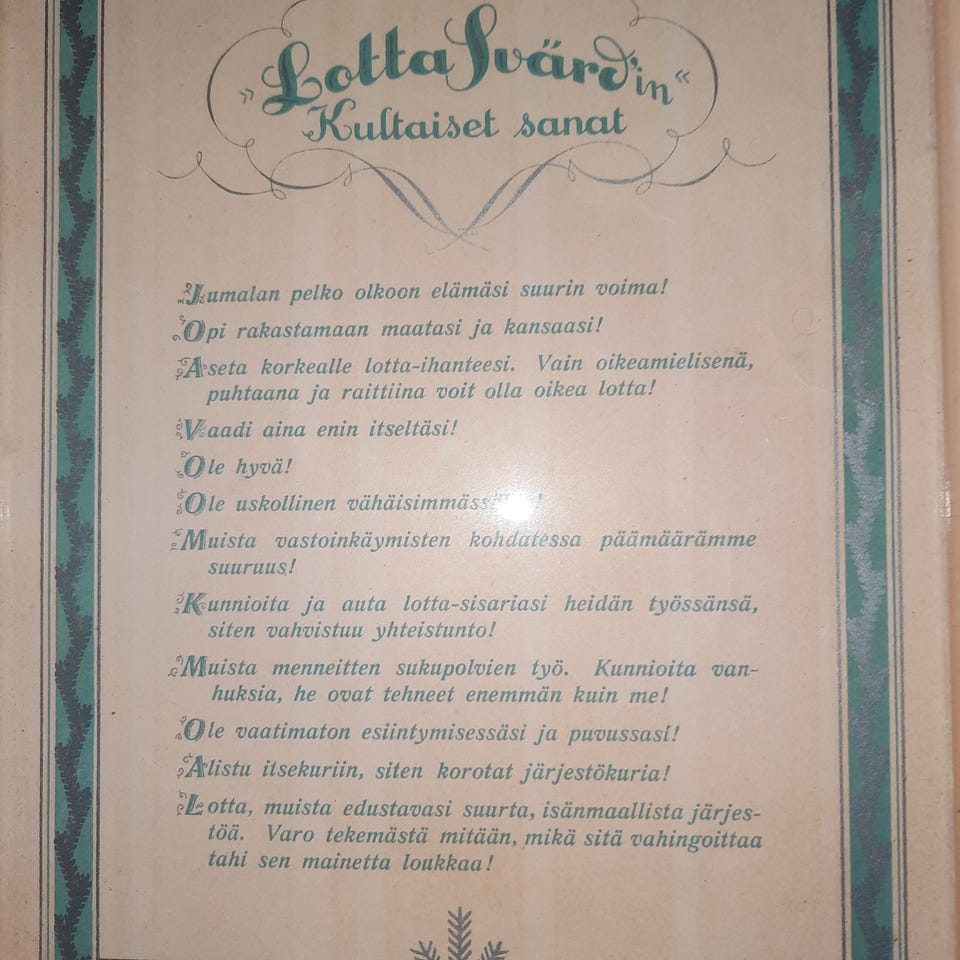 »Lotta Svärd'in«
Kultaiset sanat
Jumalan pelko olkoon elämäsi suurin voima!
Opi rakastamaan maatasi ja kansaasi!
Aseta korkealle lotta-ihanteesi. Vain oikeamielisenä,
puhtaana ja raittiina voit olla oikea lotta!
Vaadi aina enin itseltäsi!
Ole hyvä!
Ole uskollinen
Muista vastoinkäymisten kohdatessa päämäärämme
suuruus!
Kunnioita ja auta lotta-sisariasi heidän työssänsä,
siten vahvistuu yhteistunto!
Muista menneitten sukupolvien työ. Kunnioita van-
huksia, he ovat tehneet enemmän kuin me!
Ole vaatimaton esiintymisessäsi ja puvussasi!
Alistu itsekuriin, siten korotat järjestökuria!
Lotta, muista edustavasi suurta, isänmaallista järjes-
töä. Varo tekemästä mitään, mikä sitä vahingoittaa
tahi sen mainetta loukkaa!